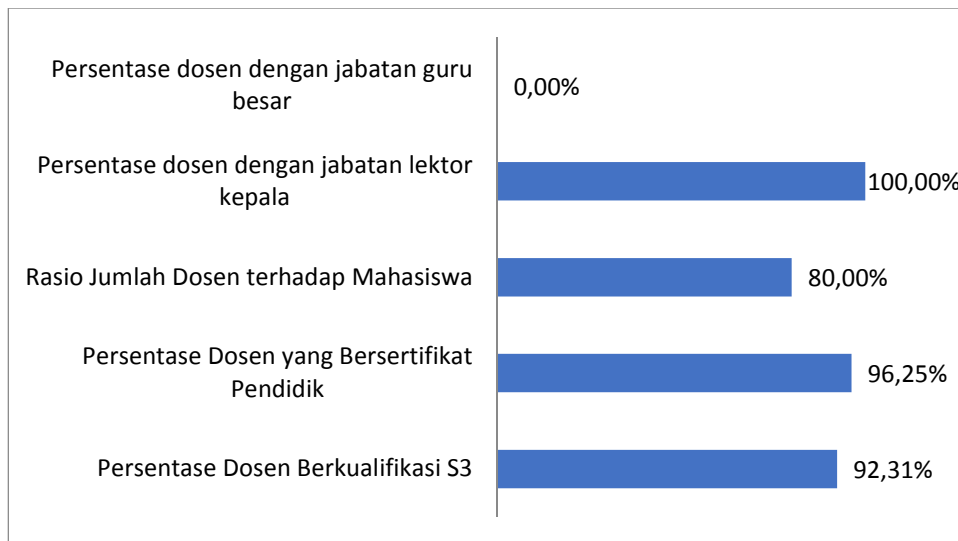 Persentase dosen dengan jabatan guru
besar
0,00%
Persentase dosen dengan jabatan lektor
kepala
100,00%
Rasio Jumlah Dosen terhadap Mahasiswa
80,00%
Persentase Dosen yang Bersertifikat
Pendidik
96,25%
Persentase Dosen Berkualifikasi S3
92,31%